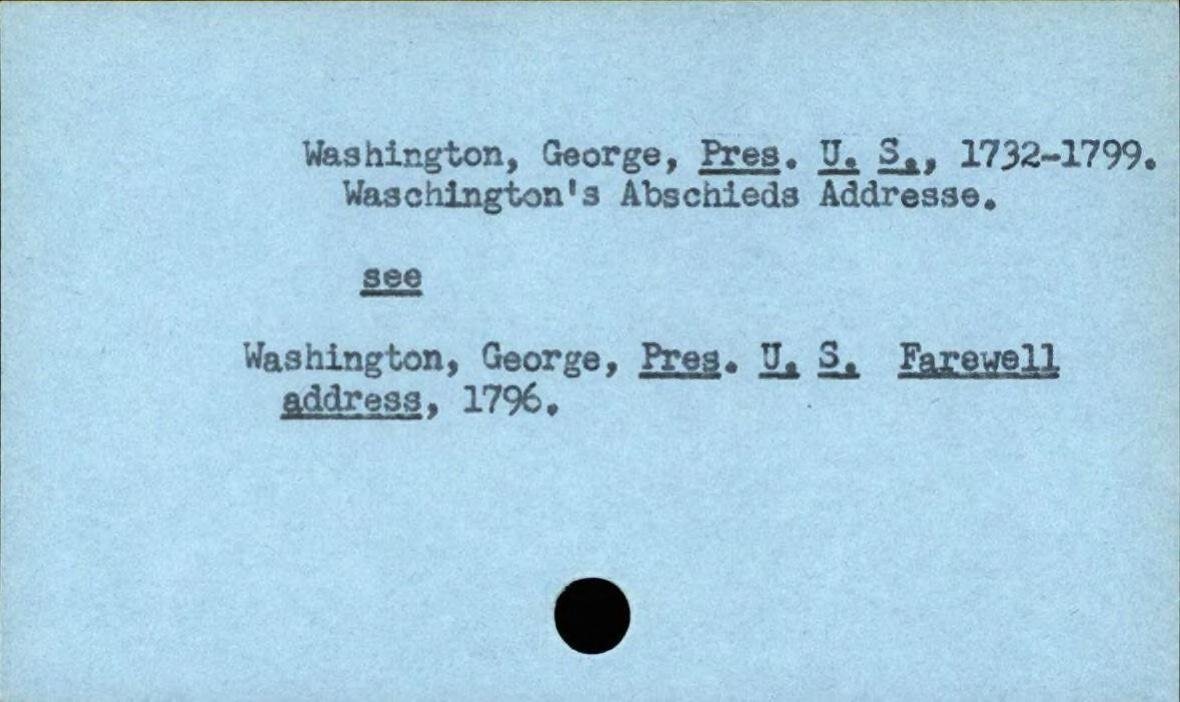 Washington, George, Pres. U. S., 1732-1799.
Waschington's Abschieds Addresse.
see
Washington, George, Pres. U. S. Farewell
address, 1796.